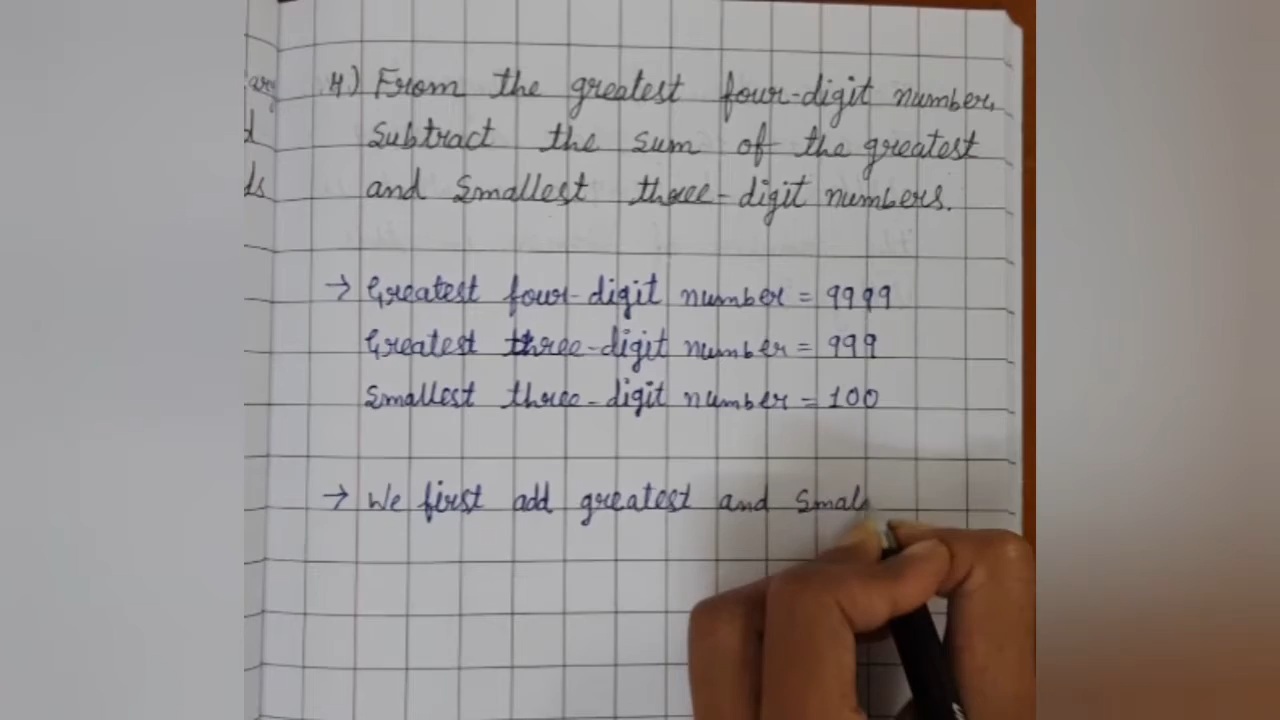 4) From the greatest four-digit number,
subtract the sum of the greatest
and smallest three-digit numbers.
→ Greatest four-digit number = 9999
Greatest three-digit number = 999
Smallest three-digit number = 100
→ We first add greatest and smal